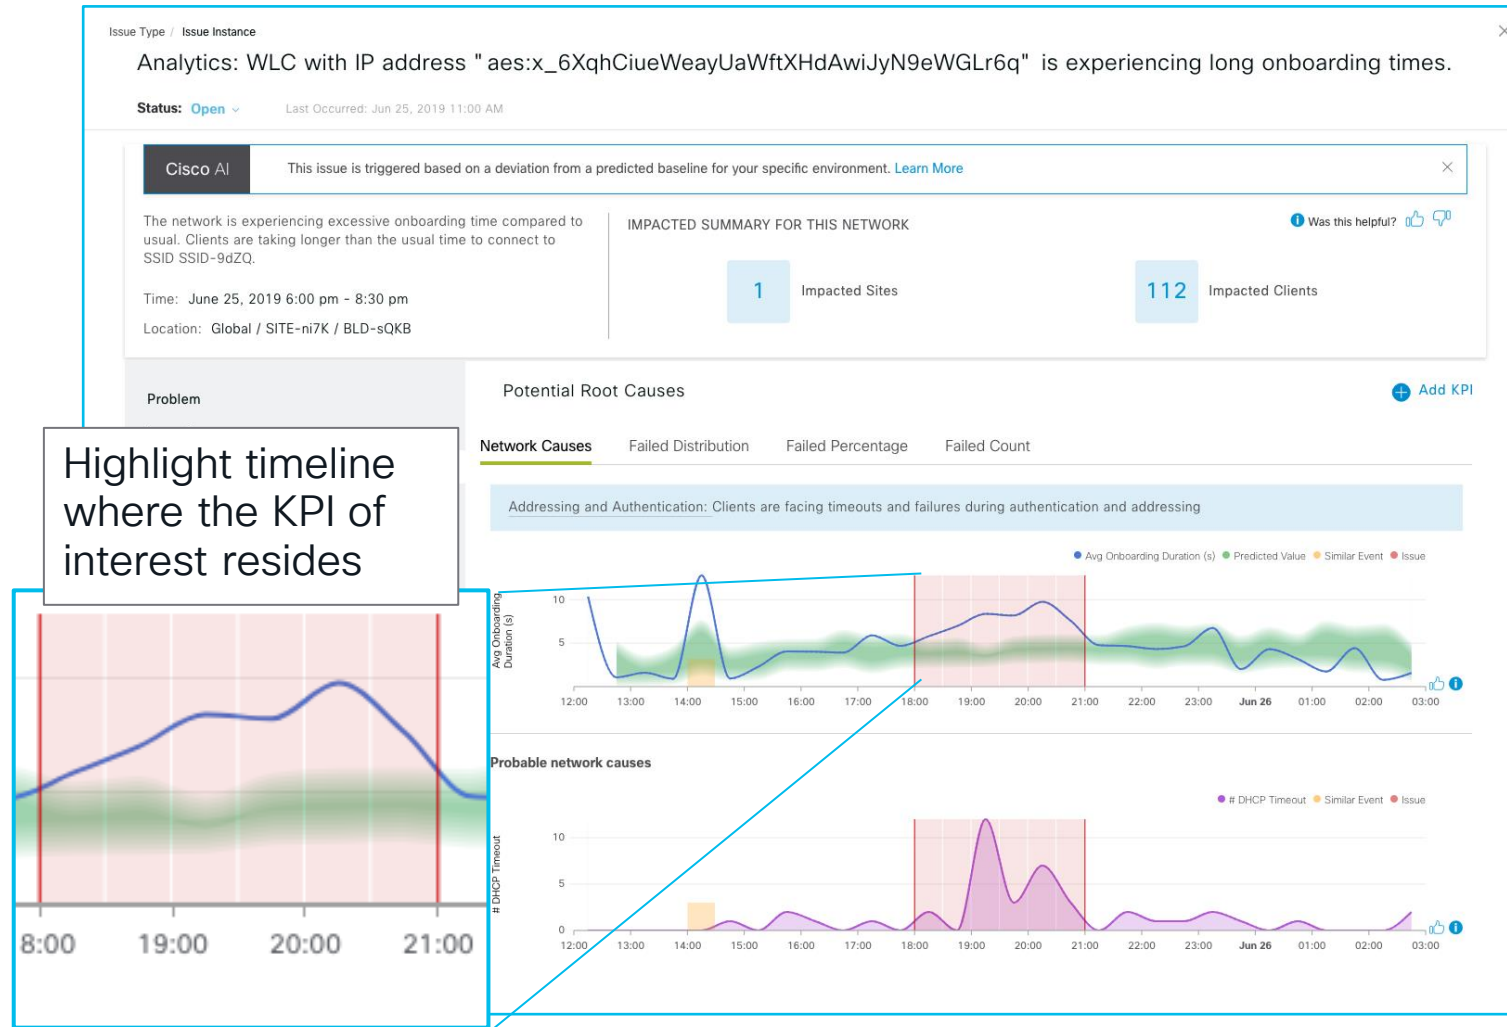 Issue Type / Issue Instance
Analytics: WLC with IP address "aes:x_6XqhCiueWeayUaWftXHdAwiJyN9eWGLr6q" is experiencing long onboarding times.
Status: Open
Last Occurred: Jun 25, 2019 11:00 AM
Cisco AI
This issue is triggered based on a deviation from a predicted baseline for your specific environment. Learn More
The network is experiencing excessive onboarding time compared to
usual. Clients are taking longer than the usual time to connect to
SSID SSID-9dZQ.
Time: June 25, 2019 6:00 pm - 8:30 pm
Location: Global / SITE-ni7K / BLD-sQKB
IMPACTED SUMMARY FOR THIS NETWORK
Was this helpful?
1 Impacted Sites
112 Impacted Clients
Problem
Highlight timeline
where the KPI of
interest resides
8:00 19:00 20:00 21:00
Potential Root Causes
Add KPI
Network Causes Failed Distribution Failed Percentage Failed Count
Addressing and Authentication: Clients are facing timeouts and failures during authentication and addressing
Avg Onboarding Duration (s) Predicted Value Similar Event Issue
Avg Onboarding
Duration (s)
10
5
12:00 13:00 14:00 15:00 16:00 17:00 18:00 19:00 20:00 21:00 22:00 23:00 Jun 26 01:00 02:00 03:00
Probable network causes
# DHCP Timeout Similar Event Issue
# DHCP Timeout
10
5
0
12:00 13:00 14:00 15:00 16:00 17:00 18:00 19:00 20:00 21:00 22:00 23:00 Jun 26 01:00 02:00 03:00